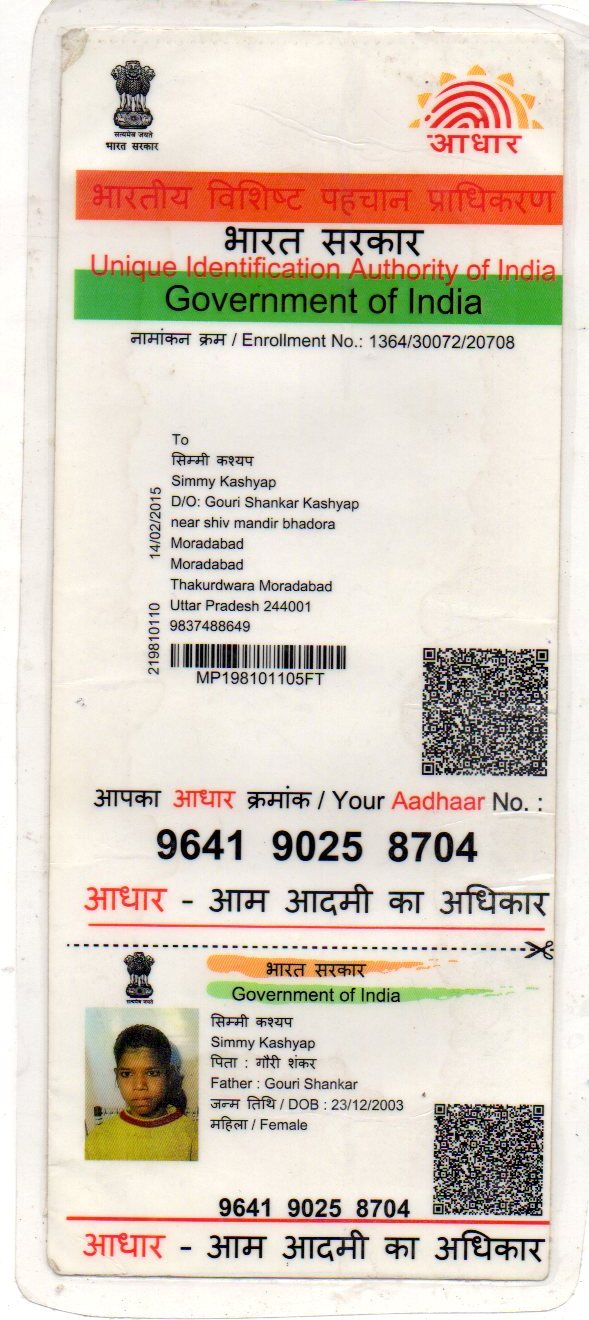 सत्यमेव जयते
भारत सरकार
आधार
भारतीय विशिष्ट पहचान प्राधिकरण
भारत सरकार
Unique Identification Authority of India
Government of India
नामांकन क्रम / Enrollment No.: 1364/30072/20708
To
सिम्मी कश्यप
Simmy Kashyap
D/O: Gouri Shankar Kashyap
near shiv mandir bhadora
Moradabad
Moradabad
Thakurdwara Moradabad
Uttar Pradesh 244001
9837488649
219810110 14/02/2015
MP198101105FT
आपका आधार क्रमांक / Your Aadhaar No. :
9641 9025 8704
आधार - आम आदमी का अधिकार
सत्यमेव जयते
भारत सरकार
Government of India
सिम्मी कश्यप
Simmy Kashyap
पिता : गौरी शंकर
Father : Gouri Shankar
जन्म तिथि / DOB : 23/12/2003
महिला / Female
9641 9025 8704
आधार - आम आदमी का अधिकार